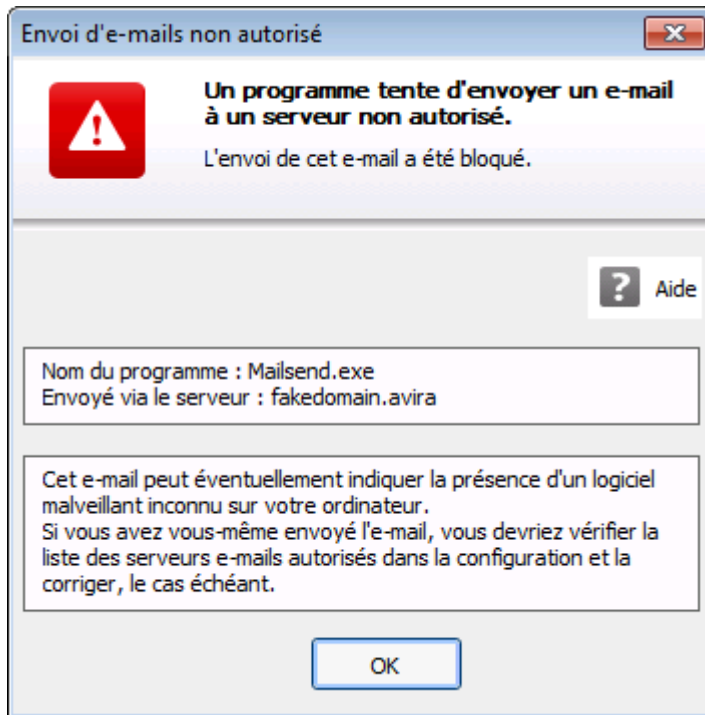 Envoi d'e-mails non autorisé
Un programme tente d'envoyer un e-mail
à un serveur non autorisé.
L'envoi de cet e-mail a été bloqué.
? Aide
Nom du programme : Mailsend.exe
Envoyé via le serveur : fakedomain.avira
Cet e-mail peut éventuellement indiquer la présence d'un logiciel
malveillant inconnu sur votre ordinateur.
Si vous avez vous-même envoyé l'e-mail, vous devriez vérifier la
liste des serveurs e-mails autorisés dans la configuration et la
corriger, le cas échéant.
OK